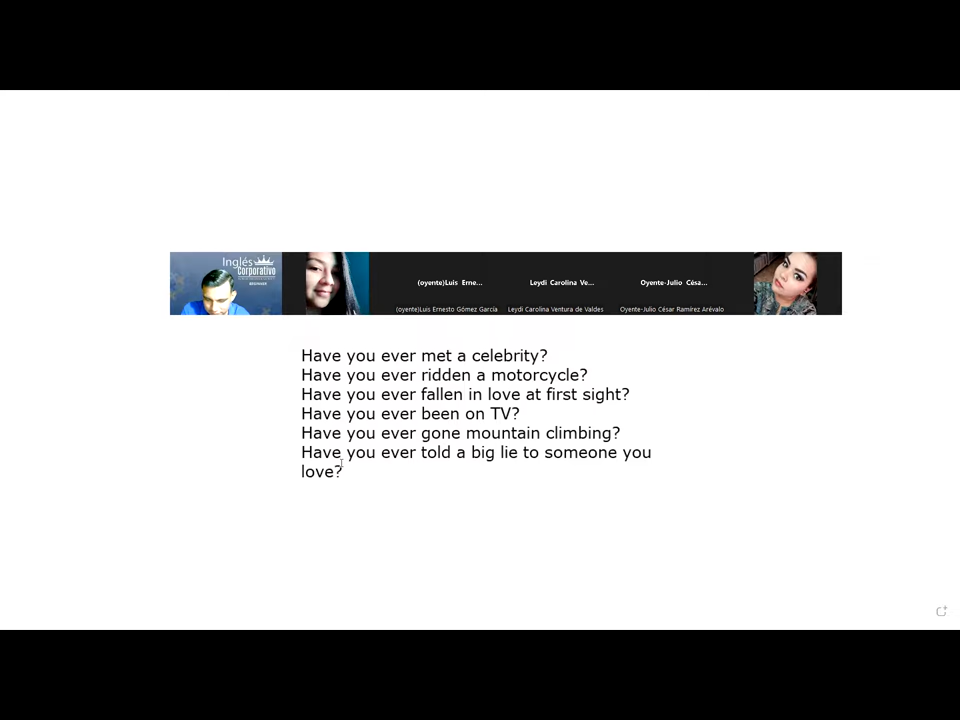 Inglés
Corporativo
(oyente)Luis Erne...
Leydi Carolina Ve...
Oyente-Julio Césa...
(oyente)Luis Ernesto Gómez García
Leydi Carolina Ventura de Valdes
Oyente-Julio César Ramírez Arévalo
Have you ever met a celebrity?
Have you ever ridden a motorcycle?
Have you ever fallen in love at first sight?
Have you ever been on TV?
Have you ever gone mountain climbing?
Have you ever told a big lie to someone you
love?